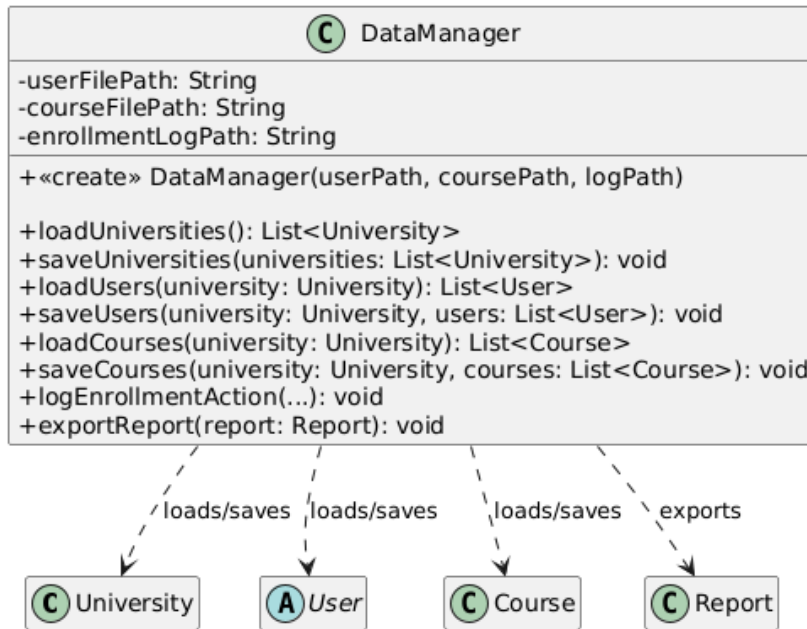 C DataManager
-userFilePath: String
-courseFilePath: String
-enrollmentLogPath: String
+«create» DataManager(userPath, coursePath, logPath)
+loadUniversities(): List<University>
+saveUniversities(universities: List<University>): void
+loadUsers(university: University): List<User>
+saveUsers(university: University, users: List<User>): void
+loadCourses(university: University): List<Course>
+saveCourses(university: University, courses: List<Course>): void
+logEnrollmentAction(...): void
+exportReport(report: Report): void
loads/saves loads/saves loads/saves exports
C University A User C Course C Report